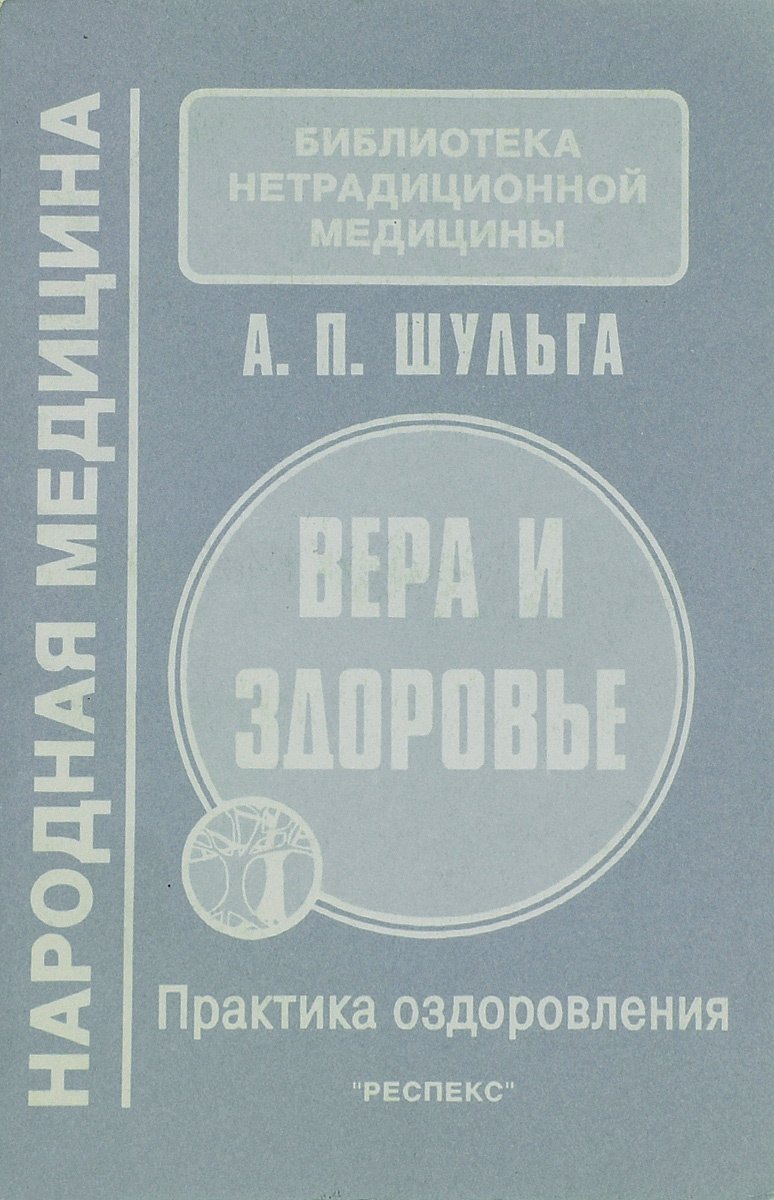 НАРОДНАЯ МЕДИЦИНА
БИБЛИОТЕКА
НЕТРАДИЦИОННОЙ
МЕДИЦИНЫ
А. П. ШУЛЬГА
ВЕРА И
ЗДОРОВЬЕ
Практика оздоровления
"РЕСПЕКС"